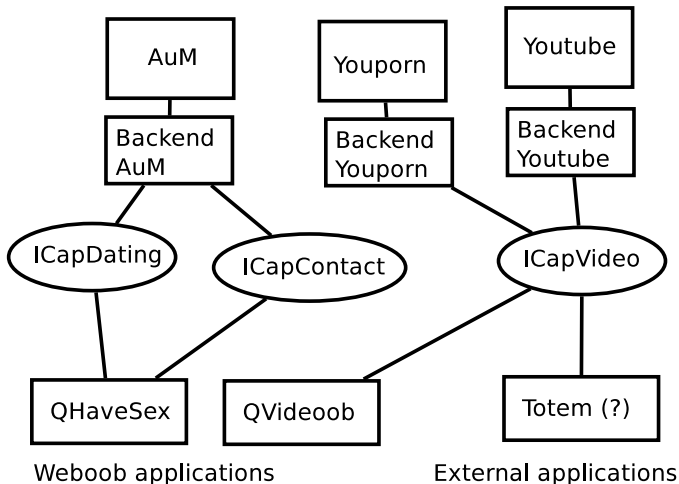 AuM
Youporn
Youtube
Backend
AuM
Backend
Youporn
Backend
Youtube
ICapDating
ICapContact
ICapVideo
QHaveSex
QVideoob
Totem (?)
Weboob applications
External applications